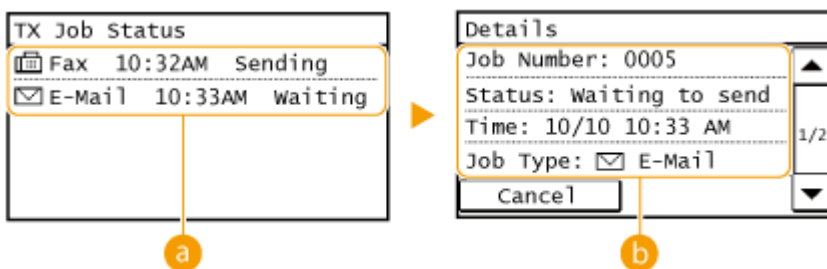 TX Job Status
Fax 10:32AM Sending
E-Mail 10:33AM Waiting
a
Details
Job Number: 0005
Status: Waiting to send
Time: 10/10 10:33 AM
Job Type: E-Mail
1/2
Cancel
b